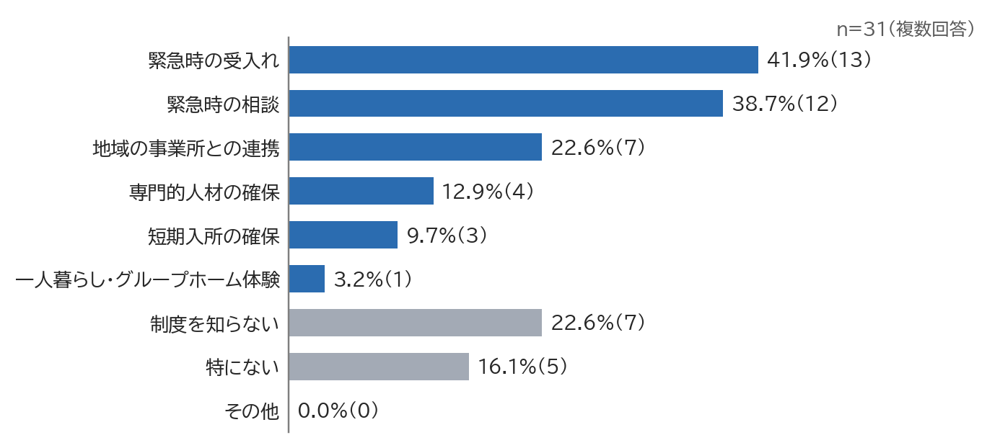 n=31(複数回答)
緊急時の受入れ 41.9%(13)
緊急時の相談 38.7%(12)
地域の事業所との連携 22.6%(7)
専門的人材の確保 12.9%(4)
短期入所の確保 9.7%(3)
一人暮らし・グループホーム体験 3.2%(1)
制度を知らない 22.6%(7)
特にない 16.1%(5)
その他 0.0%(0)